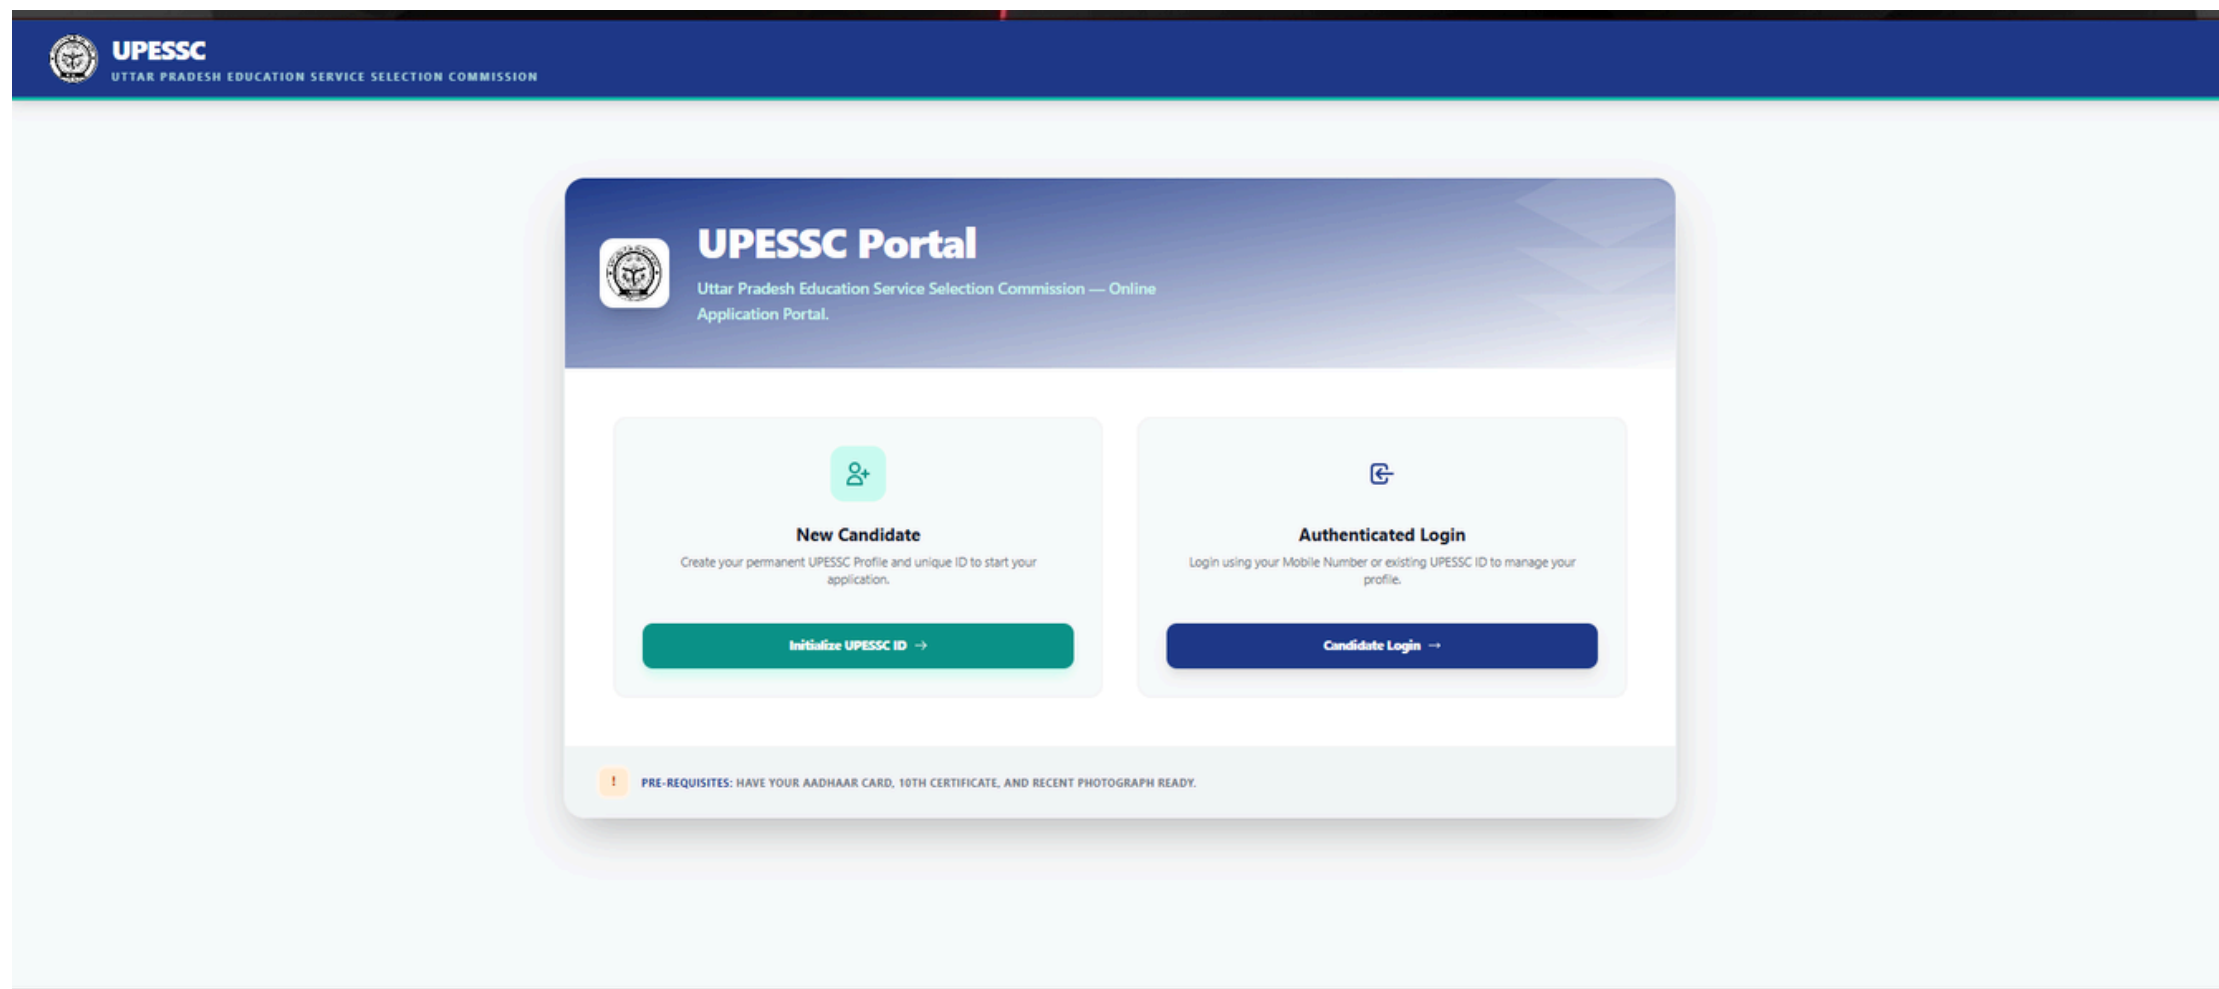 UPESSC
UTTAR PRADESH EDUCATION SERVICE SELECTION COMMISSION
UPESSC Portal
Uttar Pradesh Education Service Selection Commission — Online
Application Portal.
New Candidate
Create your permanent UPESSC Profile and unique ID to start your
application.
Initialize UPESSC ID →
Authenticated Login
Login using your Mobile Number or existing UPESSC ID to manage your
profile.
Candidate Login →
! PRE-REQUISITES: HAVE YOUR AADHAAR CARD, 10TH CERTIFICATE, AND RECENT PHOTOGRAPH READY.